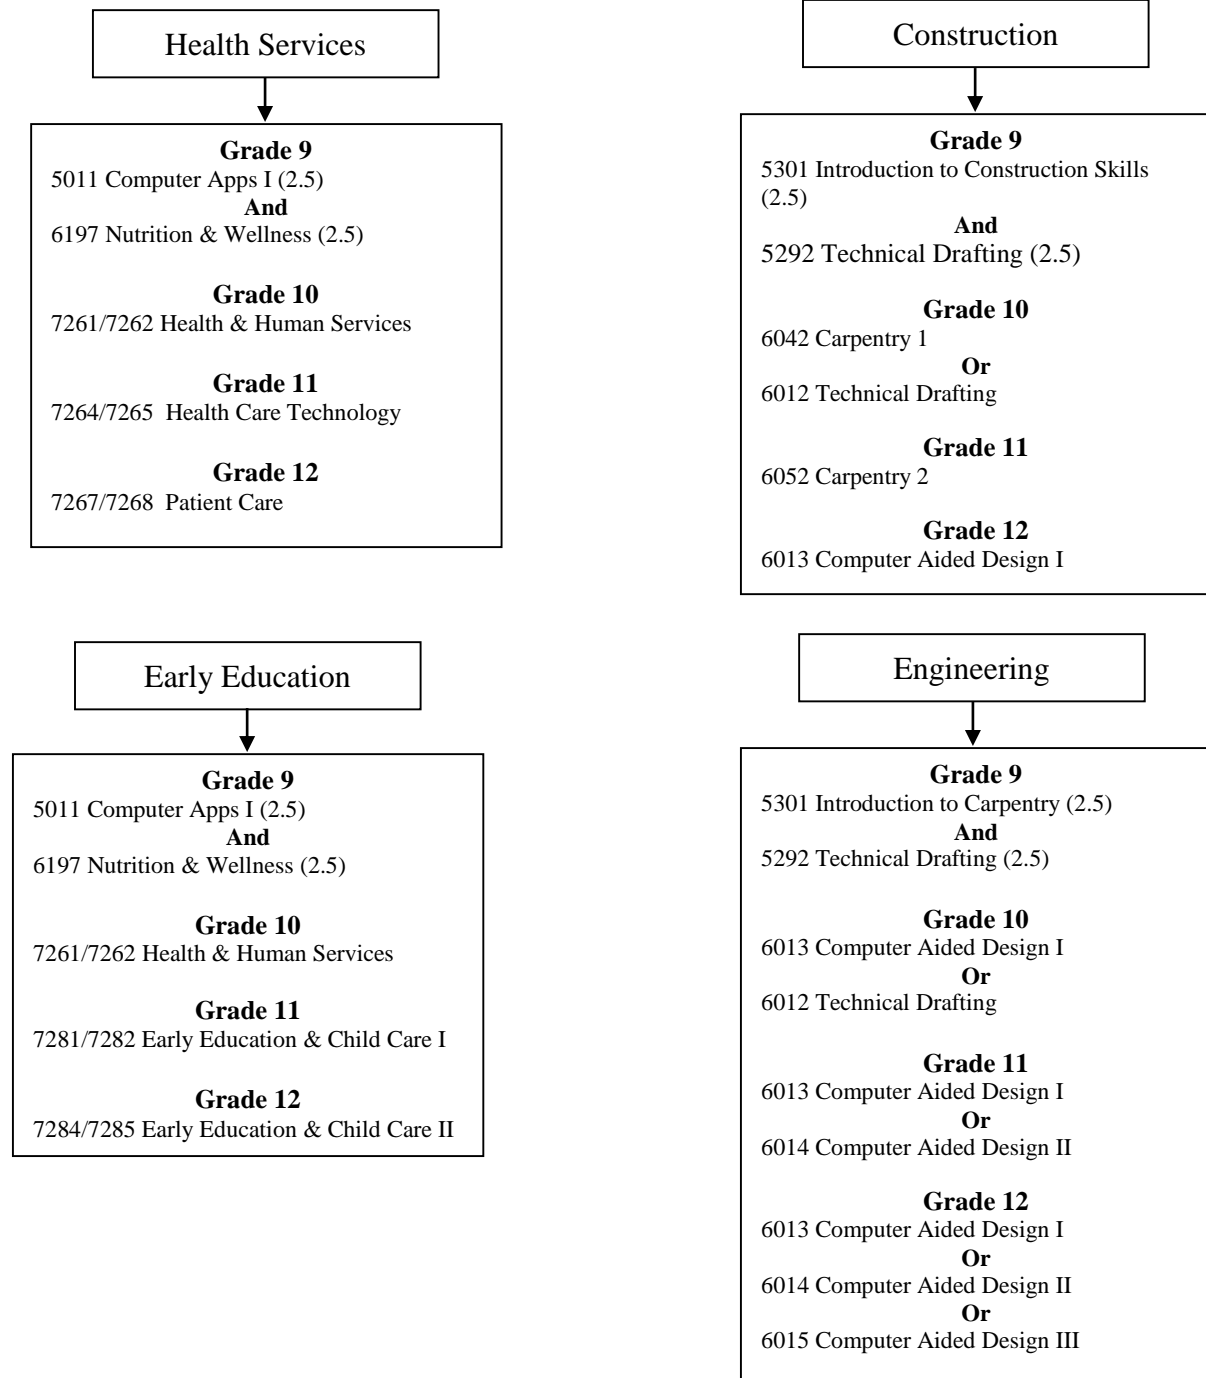 Health Services
Grade 9
5011 Computer Apps I (2.5)
And
6197 Nutrition & Wellness (2.5)
Grade 10
7261/7262 Health & Human Services
Grade 11
7264/7265  Health Care Technology
Grade 12
7267/7268  Patient Care
Construction
Grade 9
5301 Introduction to Construction Skills
(2.5)
And
5292 Technical Drafting (2.5)
Grade 10
6042 Carpentry 1
Or
6012 Technical Drafting
Grade 11
6052 Carpentry 2
Grade 12
6013 Computer Aided Design I
Early Education
Grade 9
5011 Computer Apps I (2.5)
And
6197 Nutrition & Wellness (2.5)
Grade 10
7261/7262 Health & Human Services
Grade 11
7281/7282 Early Education & Child Care I
Grade 12
7284/7285 Early Education & Child Care II
Engineering
Grade 9
5301 Introduction to Carpentry (2.5)
And
5292 Technical Drafting (2.5)
Grade 10
6013 Computer Aided Design I
Or
6012 Technical Drafting
Grade 11
6013 Computer Aided Design I
Or
6014 Computer Aided Design II
Grade 12
6013 Computer Aided Design I
Or
6014 Computer Aided Design II
Or
6015 Computer Aided Design III